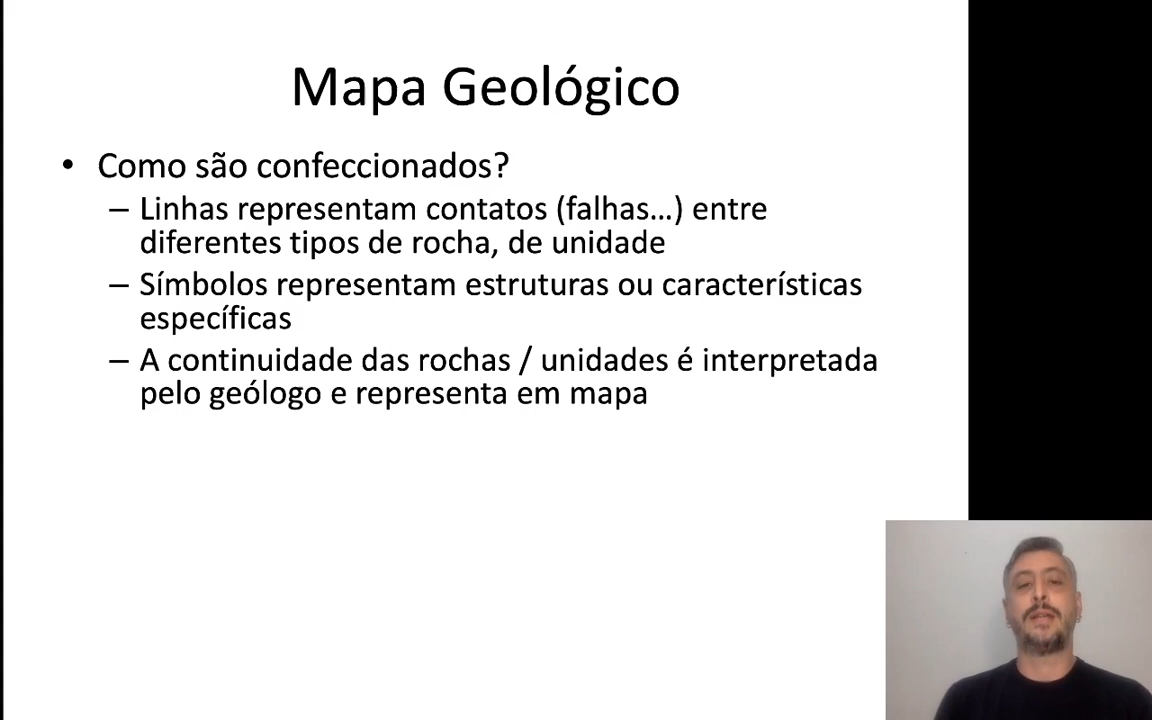 Mapa Geológico
• Como são confeccionados?
– Linhas representam contatos (falhas...) entre
diferentes tipos de rocha, de unidade
– Símbolos representam estruturas ou características
específicas
– A continuidade das rochas / unidades é interpretada
pelo geólogo e representa em mapa